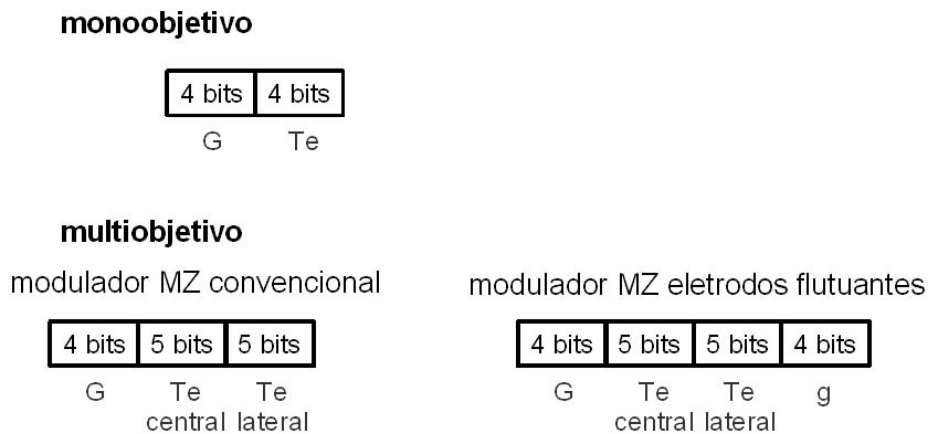 monoobjetivo
4 bits 4 bits
G Te
multiobjetivo
modulador MZ convencional
4 bits 5 bits 5 bits
G Te Te
central lateral
modulador MZ eletrodos flutuantes
4 bits 5 bits 5 bits 4 bits
G Te Te g
central lateral